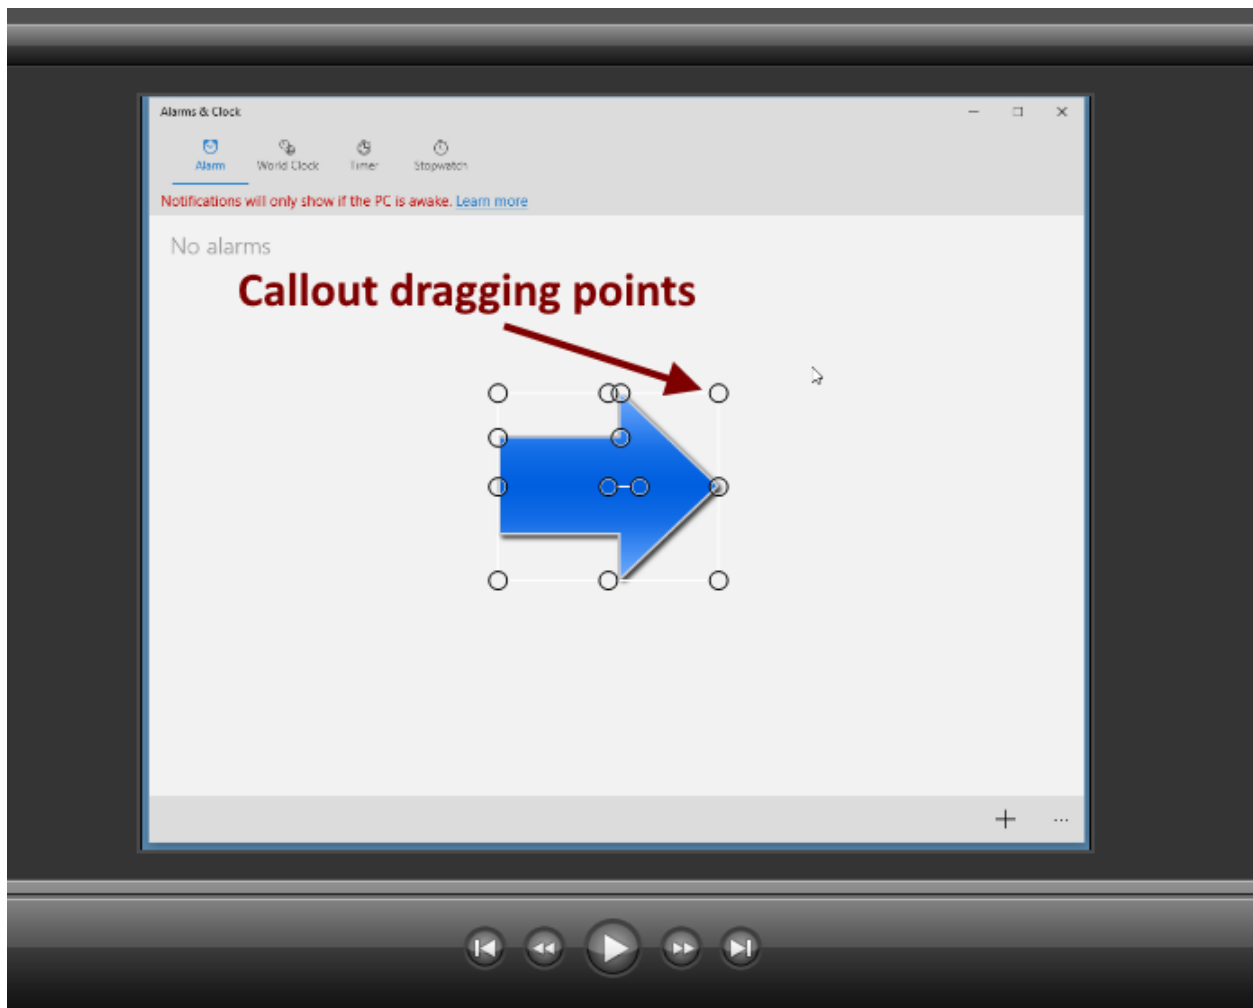 Alarms & Clock
Alarm World Clock Timer Stopwatch
Notifications will only show if the PC is awake. Learn more
No alarms
Callout dragging points